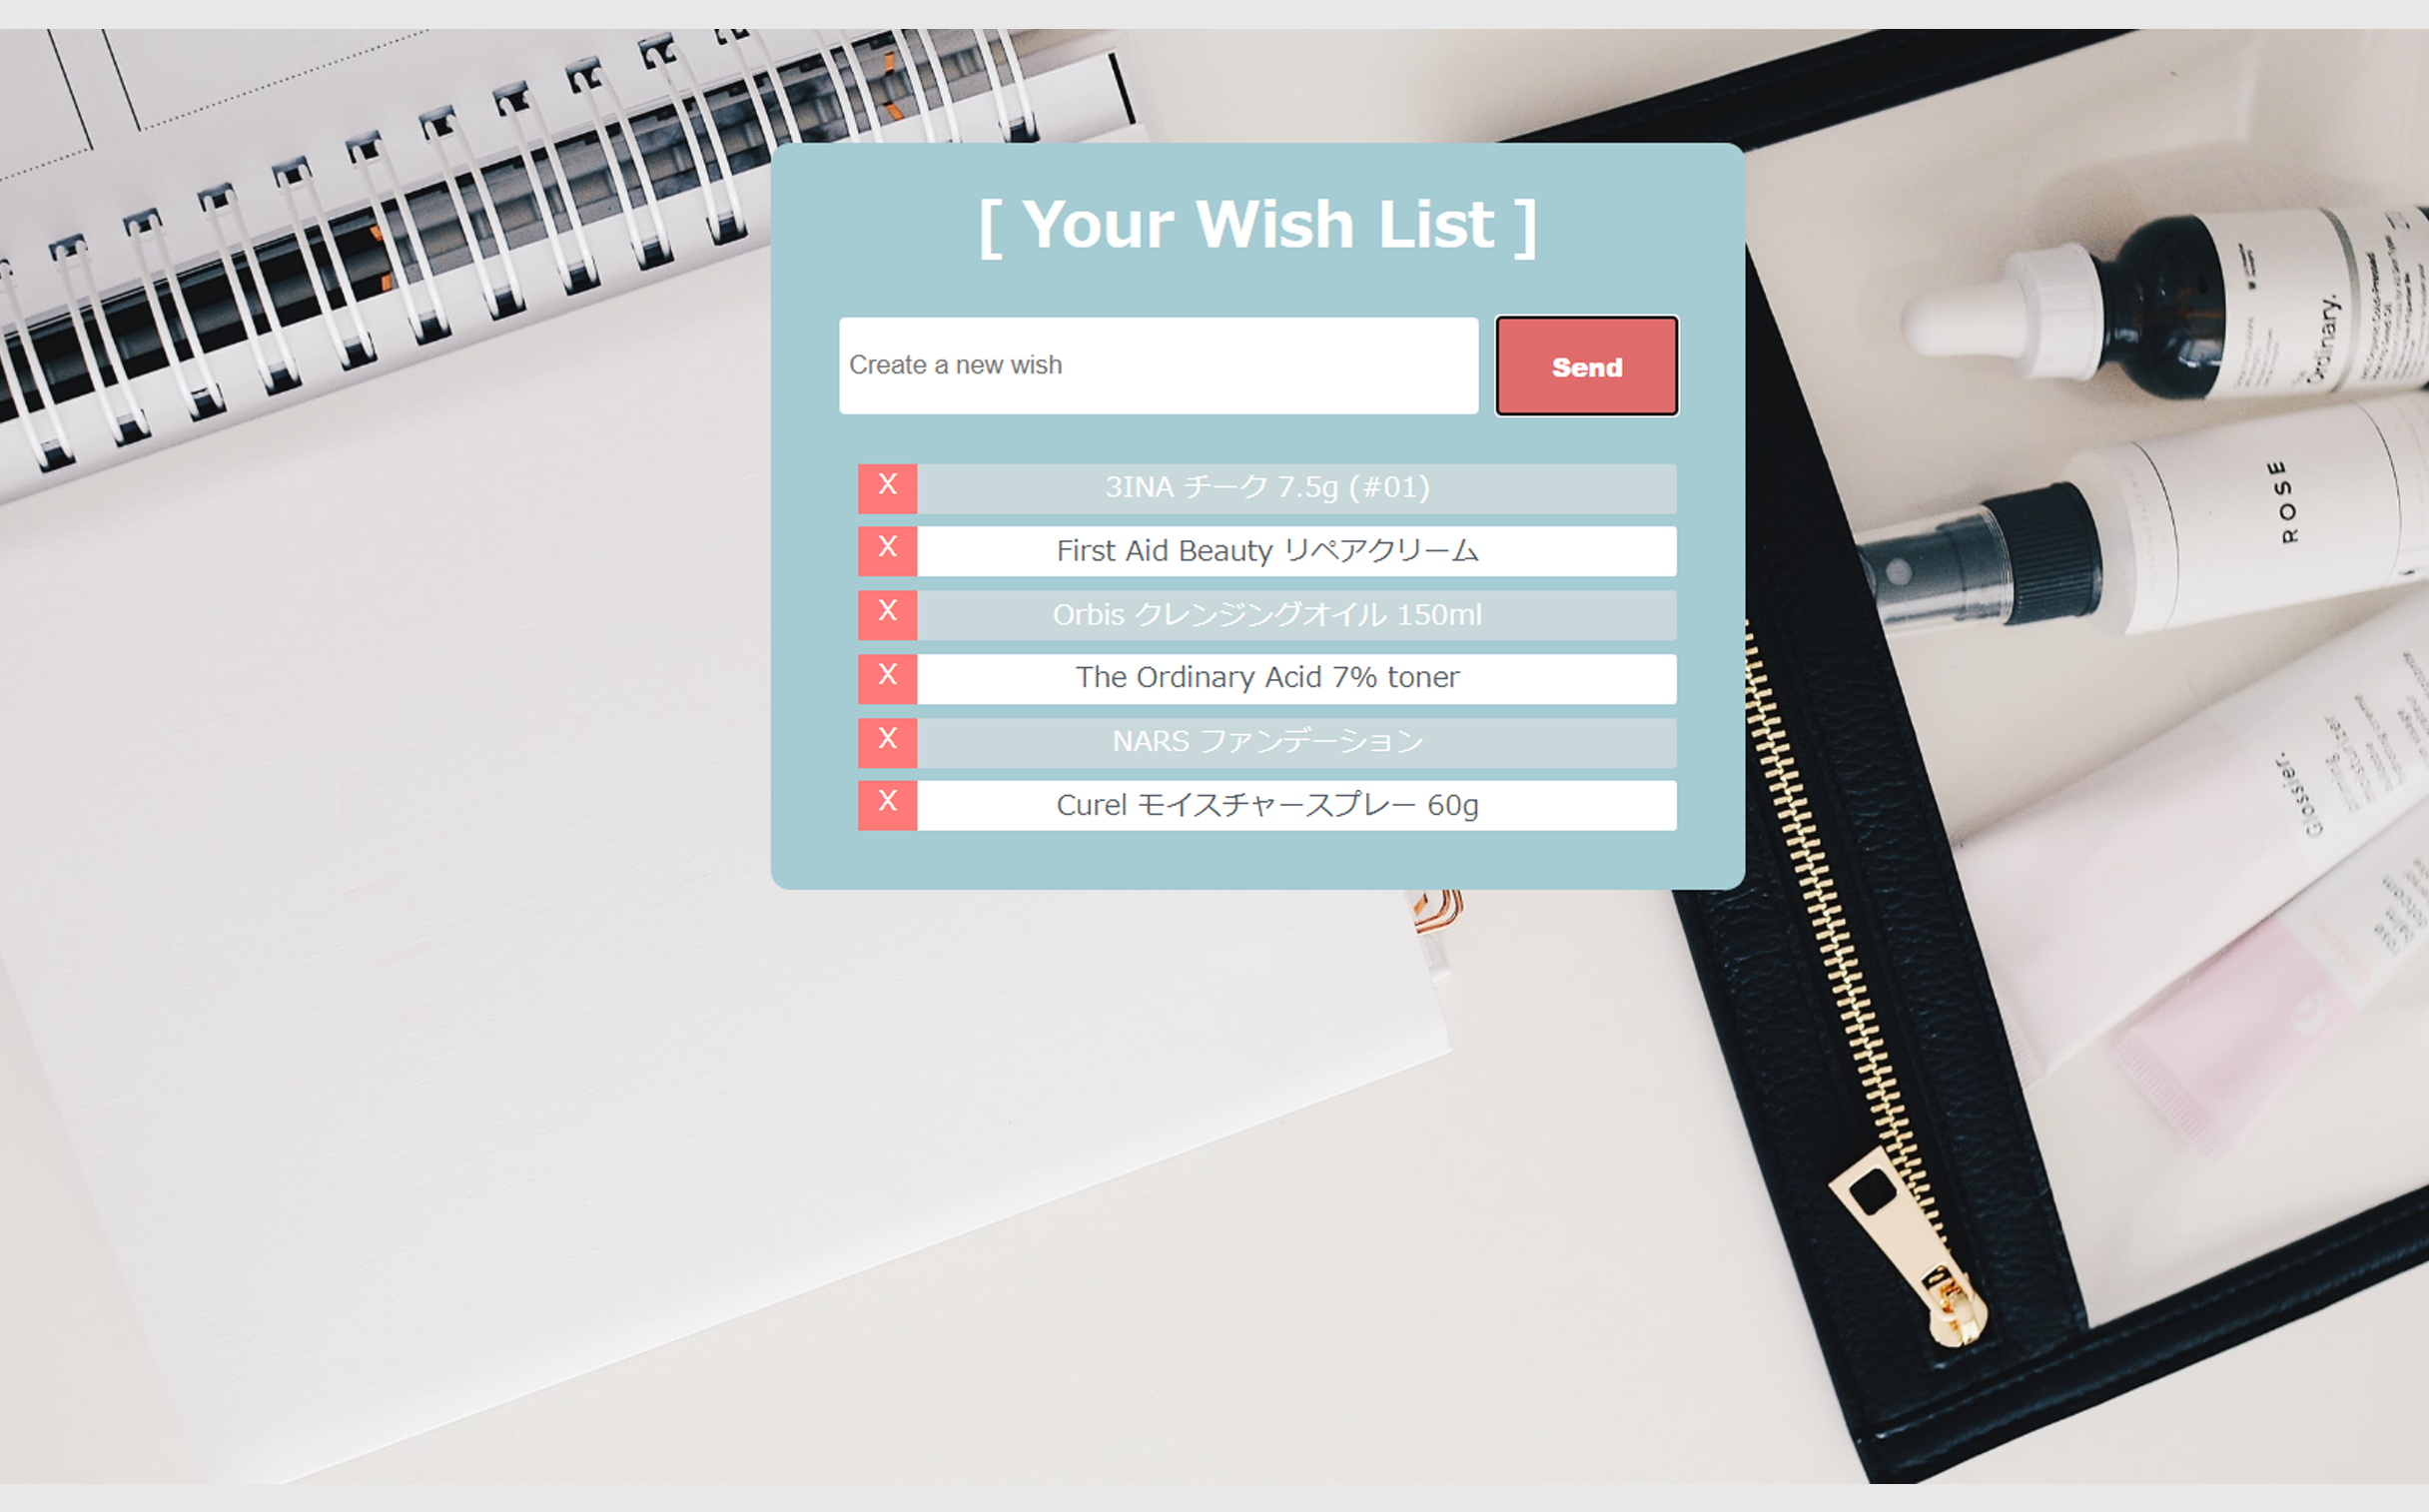 [ Your Wish List ]
Create a new wish
Send
X 3INA チーク 7.5g (#01)
X First Aid Beauty リペアクリーム
X Orbis クレンジングオイル 150ml
X The Ordinary Acid 7% toner
X NARS ファンデーション
X Curel モイスチャースプレー 60g
The
Ordinary.
ROSE
Glossier.